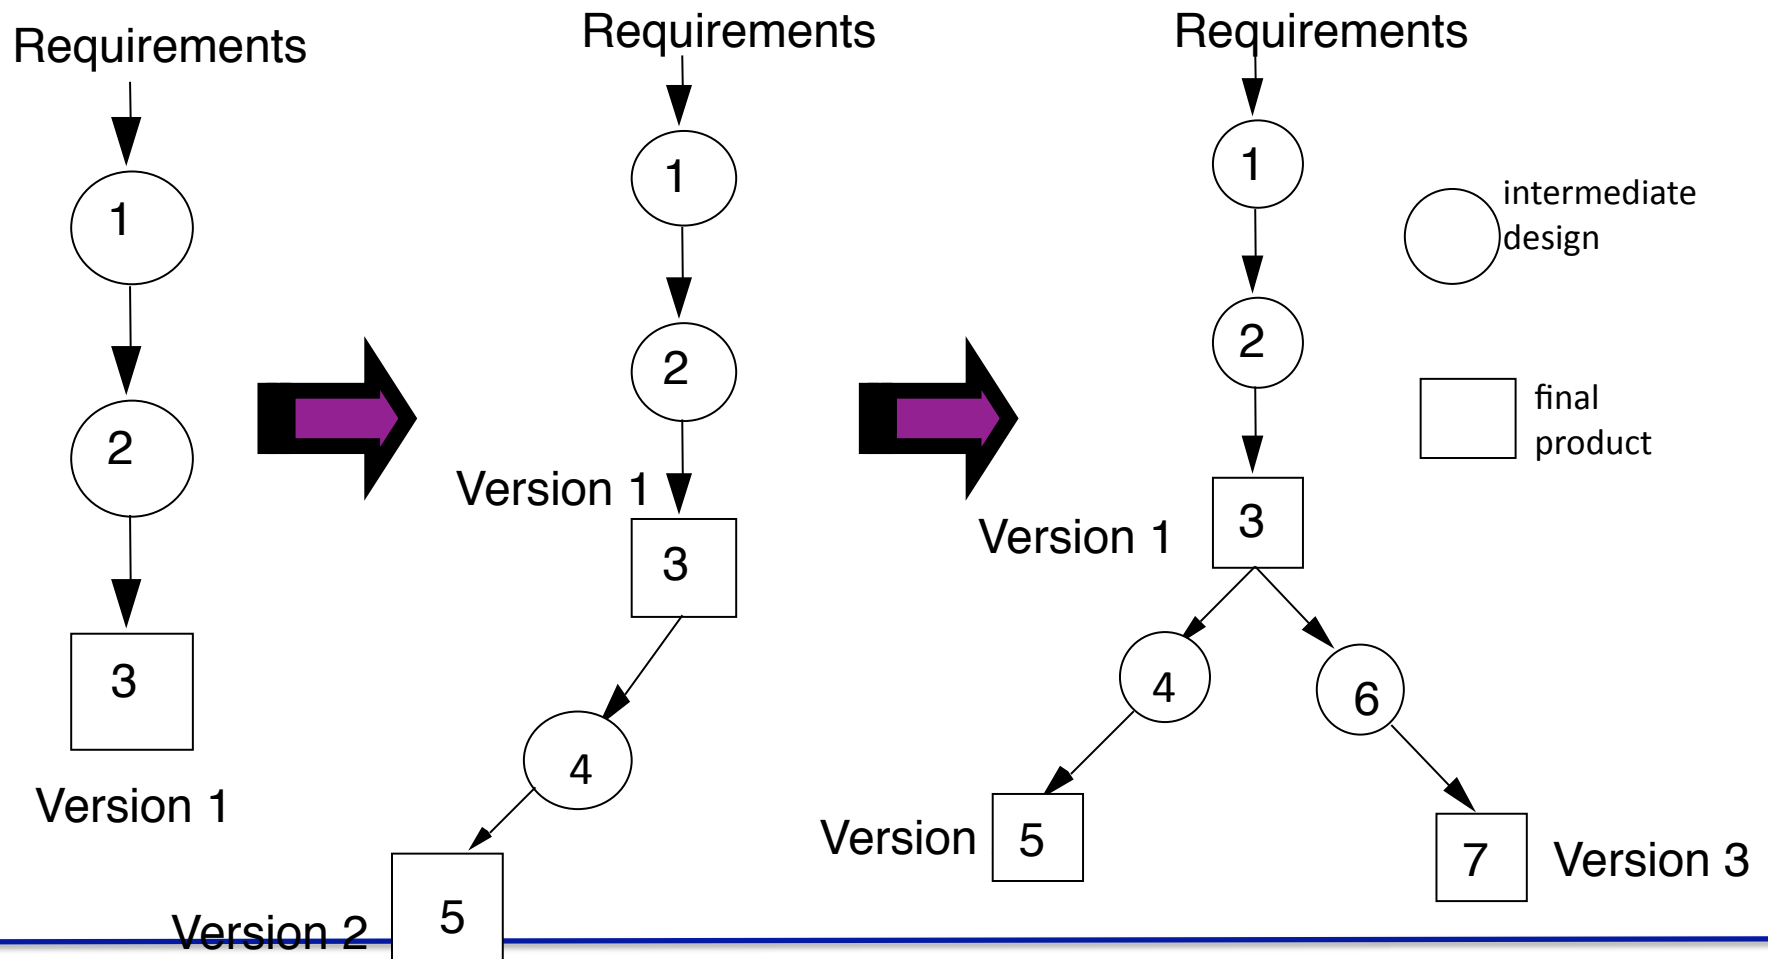 Requirements
1
2
3
Version 1
Requirements
1
2
Version 1
3
4
Version 2
5
Requirements
1
2
Version 1
3
4
6
Version
5
7
Version 3
intermediate
design
final
product